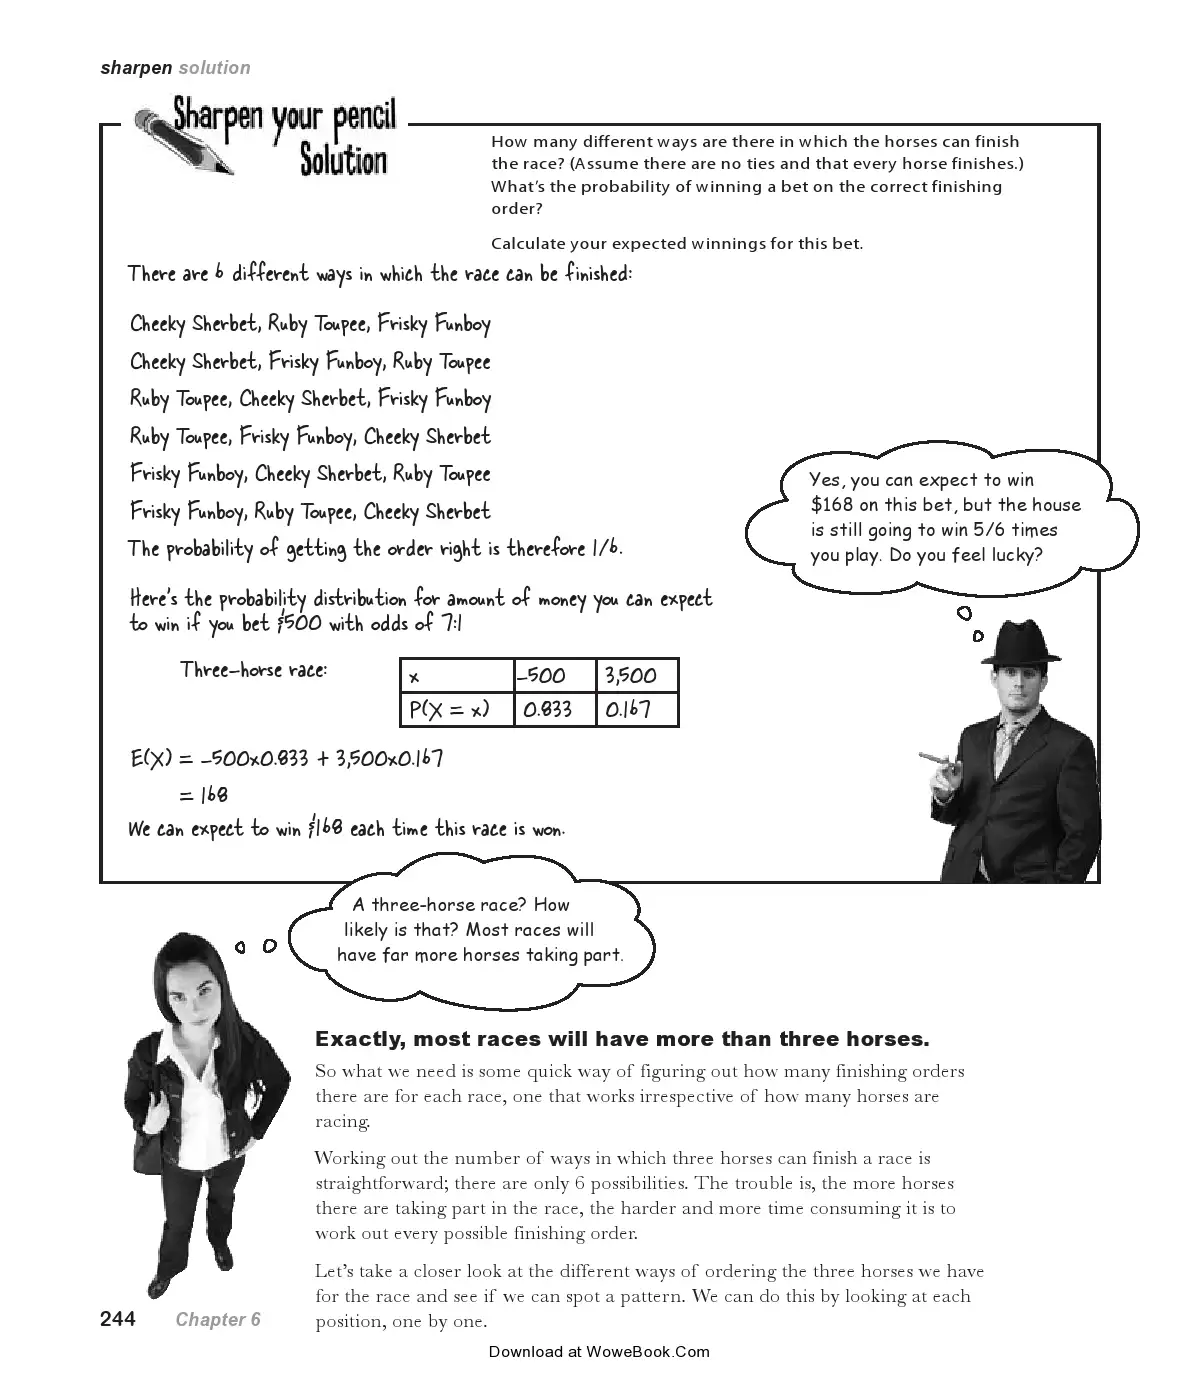 sharpen solution
Sharpen your pencil
Solution
How many different ways are there in which the horses can finish
the race? (Assume there are no ties and that every horse finishes.)
What's the probability of winning a bet on the correct finishing
order?
Calculate your expected winnings for this bet.
There are 6 different ways in which the race can be finished:
Cheeky Sherbet, Ruby Toupee, Frisky Funboy
Cheeky Sherbet, Frisky Funboy, Ruby Toupee
Ruby Toupee, Cheeky Sherbet, Frisky Funboy
Ruby Toupee, Frisky Funboy, Cheeky Sherbet
Frisky Funboy, Cheeky Sherbet, Ruby Toupee
Frisky Funboy, Ruby Toupee, Cheeky Sherbet
The probability of getting the order right is therefore 1/6.
Yes, you can expect to win
$168 on this bet, but the house
is still going to win 5/6 times
you play. Do you feel lucky?
Here's the probability distribution for amount of money you can expect
to win if you bet $500 with odds of 7:1
Three-horse race:
x -500 3,500
P(X = x) 0.833 0.167
E(X) = -500x0.833 + 3,500x0.167
= 168
We can expect to win $168 each time this race is won.
A three-horse race? How
likely is that? Most races will
have far more horses taking part.
Exactly, most races will have more than three horses.
So what we need is some quick way of figuring out how many finishing orders
there are for each race, one that works irrespective of how many horses are
racing.
Working out the number of ways in which three horses can finish a race is
straightforward; there are only 6 possibilities. The trouble is, the more horses
there are taking part in the race, the harder and more time consuming it is to
work out every possible finishing order.
Let's take a closer look at the different ways of ordering the three horses we have
for the race and see if we can spot a pattern. We can do this by looking at each
position, one by one.
244 Chapter 6
Download at WoweBook.Com